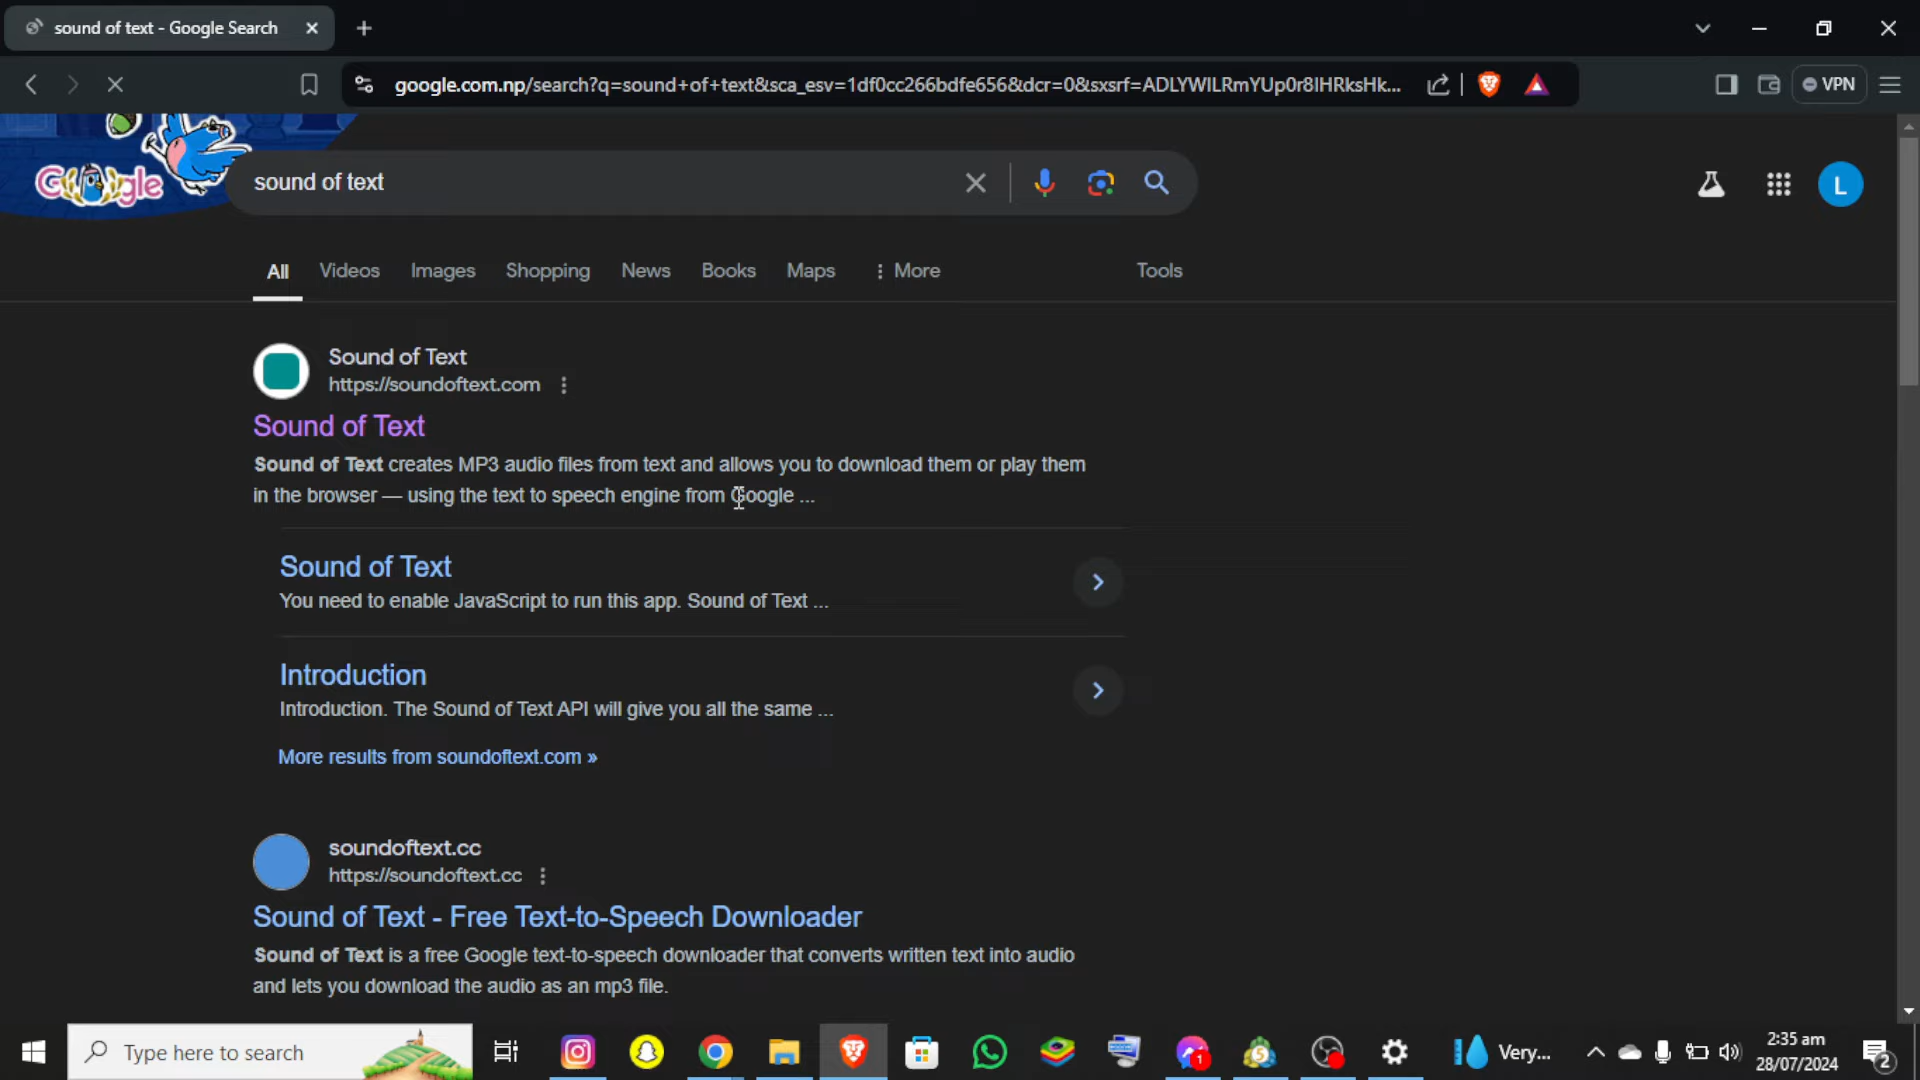 sound of text - Google Search
google.com.np/search?q=sound+of+text&sca_esv=1df0cc266bdfe656&dcr=0&sxsrf=ADLYWILRmYUp0r8IHRksHk...
VPN
Google
sound of text
L
All Videos Images Shopping News Books Maps More Tools
Sound of Text
https://soundoftext.com
Sound of Text
Sound of Text creates MP3 audio files from text and allows you to download them or play them
in the browser — using the text to speech engine from Google ...
Sound of Text
You need to enable JavaScript to run this app. Sound of Text ...
Introduction
Introduction. The Sound of Text API will give you all the same ...
More results from soundoftext.com »
soundoftext.cc
https://soundoftext.cc
Sound of Text - Free Text-to-Speech Downloader
Sound of Text is a free Google text-to-speech downloader that converts written text into audio
and lets you download the audio as an mp3 file.
Type here to search
1
S
Very...
2:35 am
28/07/2024
2